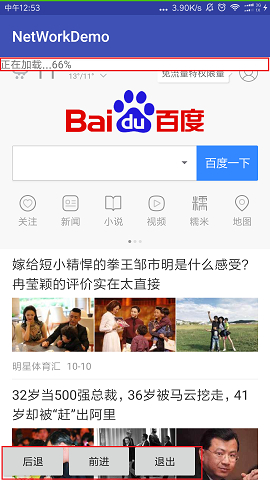 中午12:53
3.90K/s
NetWorkDemo
正在加载...66%
13°/11°
免流量特权限量
Bai du 百度
百度一下
关注
新闻
小说
视频
糯
糯米
地图
嫁给短小精悍的拳王邹市明是什么感受?
冉莹颖的评价实在太直接
明星体育汇 10-10
32岁当500强总裁，36岁被马云挖走，41
岁却被“赶”出阿里
后退
前进
退出